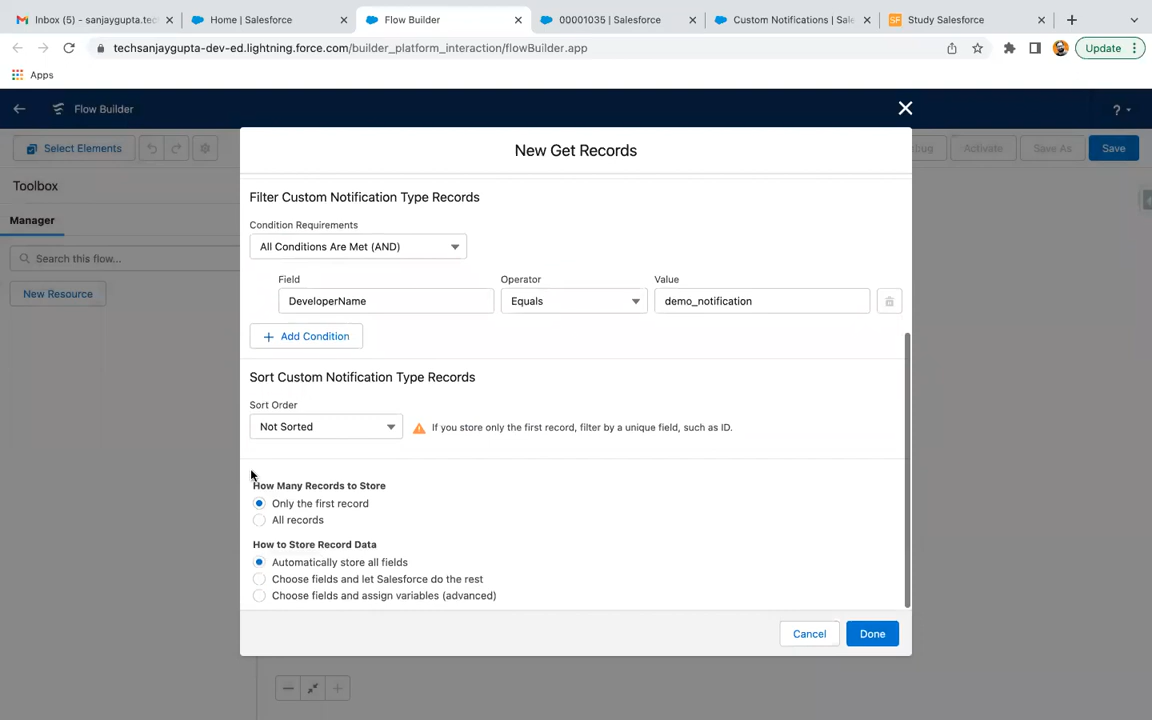 Inbox (5) - sanjaygupta.tec
Home | Salesforce
Flow Builder
00001035 | Salesforce
Custom Notifications | Sale
Study Salesforce
techsanjaygupta-dev-ed.lightning.force.com/builder_platform_interaction/flowBuilder.app
Update
Apps
Flow Builder
?
Select Elements
Activate
Save As
Save
Toolbox
Manager
Search this flow...
New Resource
New Get Records
Filter Custom Notification Type Records
Condition Requirements
All Conditions Are Met (AND)
Field
Operator
Value
DeveloperName
Equals
demo_notification
Add Condition
Sort Custom Notification Type Records
Sort Order
Not Sorted
If you store only the first record, filter by a unique field, such as ID.
How Many Records to Store
Only the first record
All records
How to Store Record Data
Automatically store all fields
Choose fields and let Salesforce do the rest
Choose fields and assign variables (advanced)
Cancel
Done